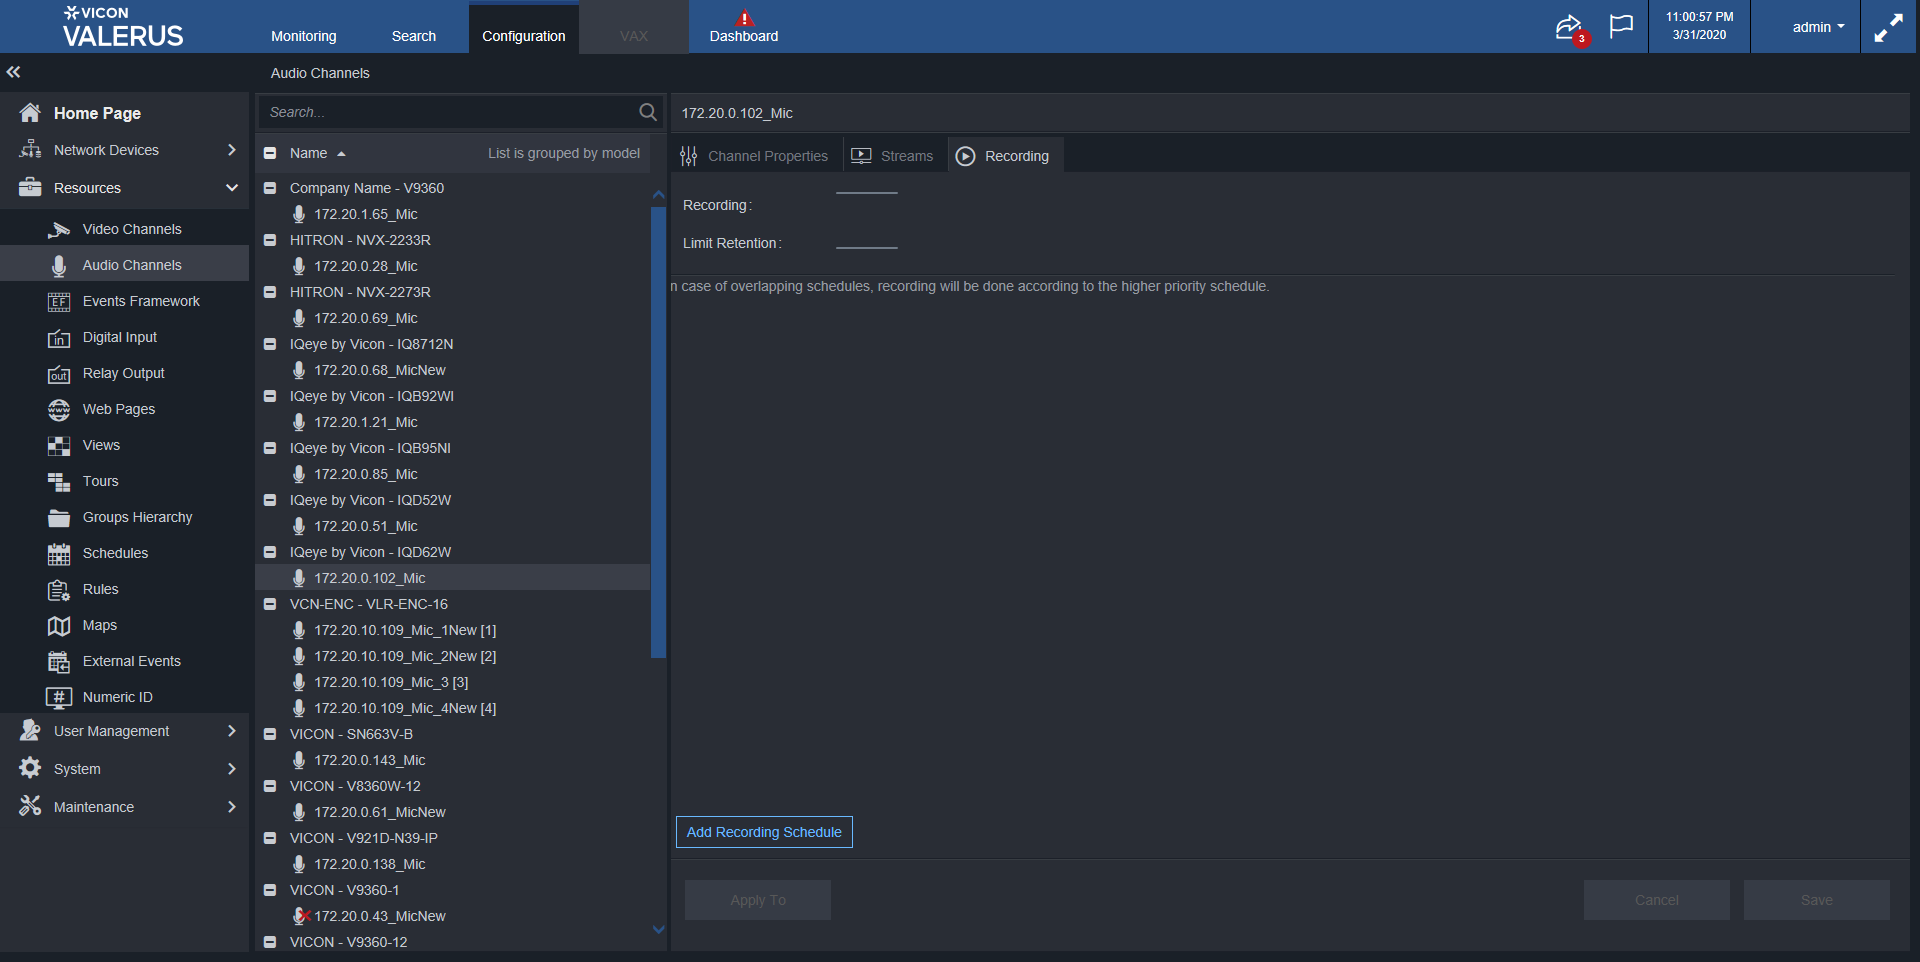 VICON
VALERUS
Monitoring
Search
Configuration
VAX
Dashboard
3
11:00:57 PM
3/31/2020
admin
Audio Channels
Home Page
Network Devices
Resources
Video Channels
Audio Channels
EF Events Framework
in Digital Input
out Relay Output
www Web Pages
Views
Tours
Groups Hierarchy
Schedules
Rules
Maps
External Events
# Numeric ID
User Management
System
Maintenance
Search...
Name
List is grouped by model
Company Name - V9360
172.20.1.65_Mic
HITRON - NVX-2233R
172.20.0.28_Mic
HITRON - NVX-2273R
172.20.0.69_Mic
IQeye by Vicon - IQ8712N
172.20.0.68_MicNew
IQeye by Vicon - IQB92WI
172.20.1.21_Mic
IQeye by Vicon - IQB95NI
172.20.0.85_Mic
IQeye by Vicon - IQD52W
172.20.0.51_Mic
IQeye by Vicon - IQD62W
172.20.0.102_Mic
VCN-ENC - VLR-ENC-16
172.20.10.109_Mic_1New [1]
172.20.10.109_Mic_2New [2]
172.20.10.109_Mic_3 [3]
172.20.10.109_Mic_4New [4]
VICON - SN663V-B
172.20.0.143_Mic
VICON - V8360W-12
172.20.0.61_MicNew
VICON - V921D-N39-IP
172.20.0.138_Mic
VICON - V9360-1
172.20.0.43_MicNew
VICON - V9360-12
172.20.0.102_Mic
Channel Properties
Streams
Recording
Recording:
Limit Retention:
n case of overlapping schedules, recording will be done according to the higher priority schedule.
Add Recording Schedule
Apply To
Cancel
Save